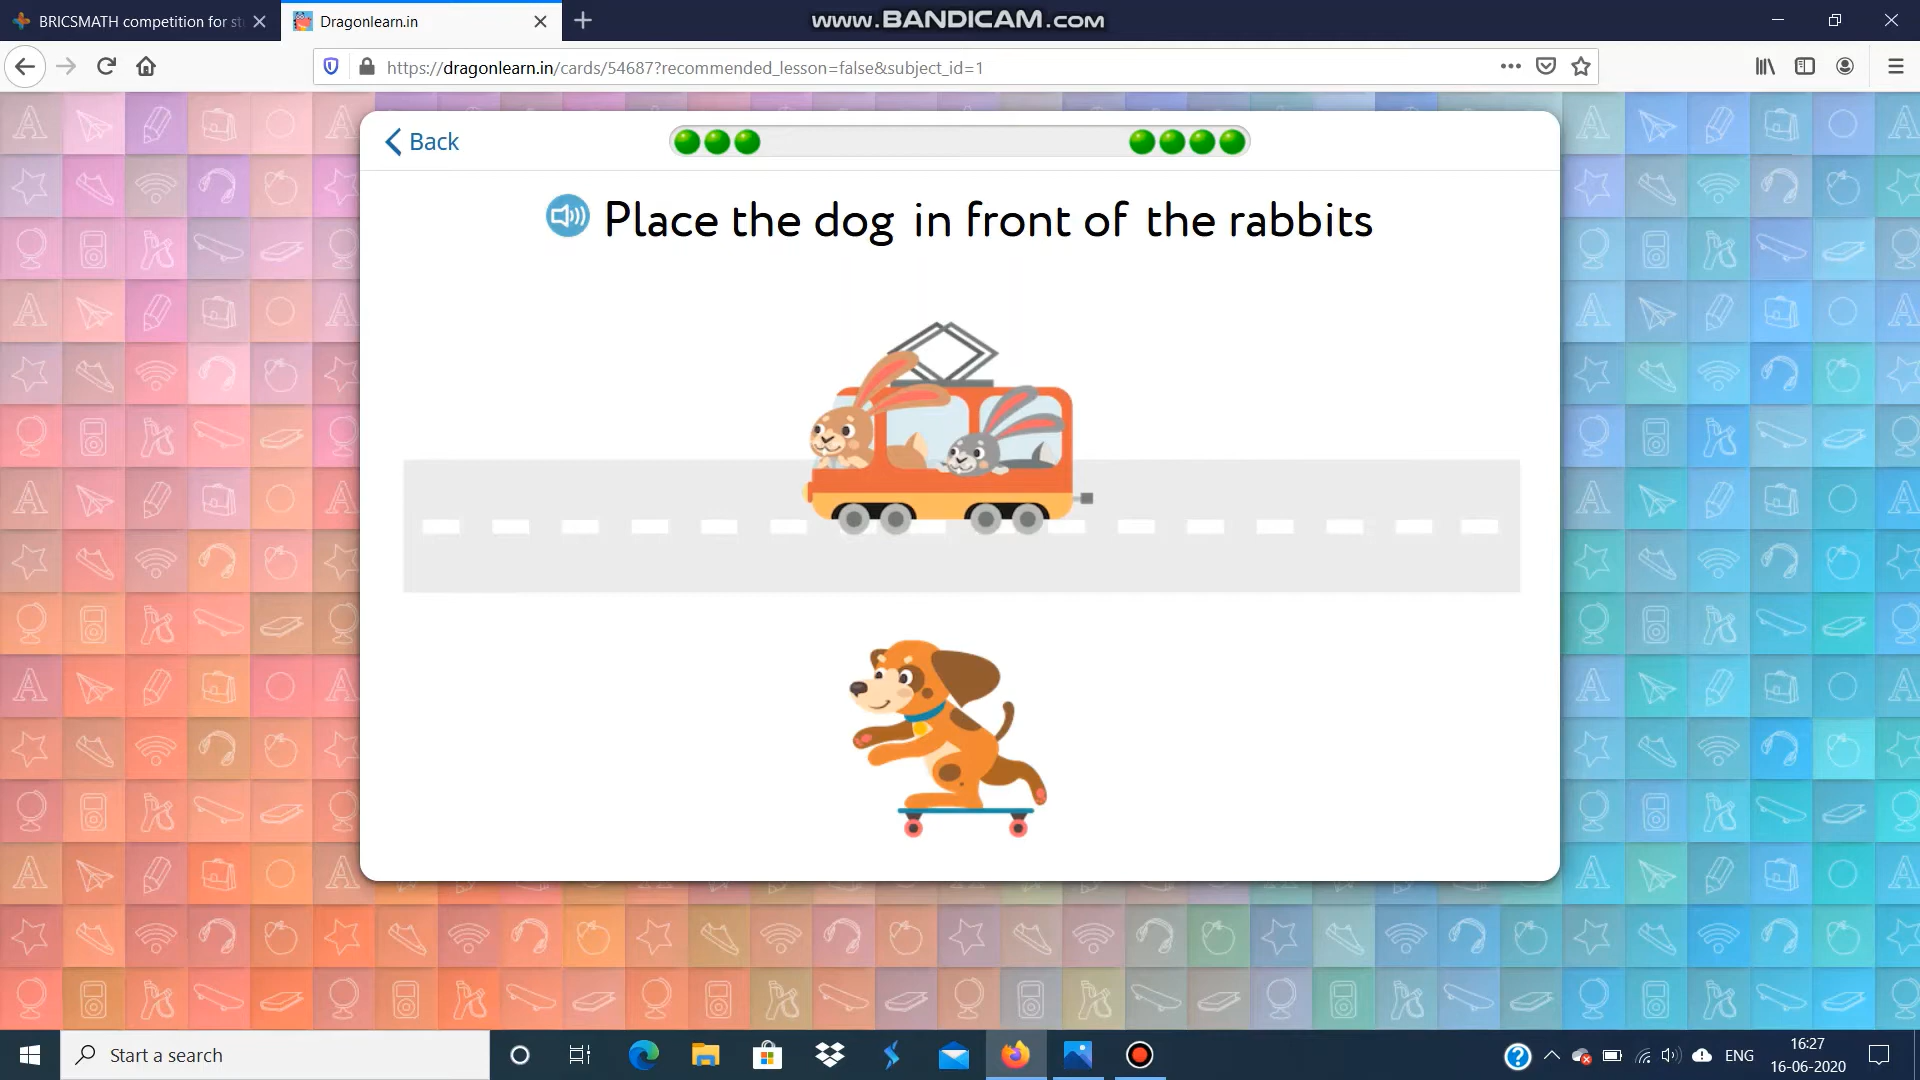 BRICSMATH competition for st
Dragonlearn.in
www.BANDICAM.com
https://dragonlearn.in/cards/54687?recommended_lesson=false&subject_id=1
Back
Place the dog in front of the rabbits
Start a search
ENG
16:27
16-06-2020